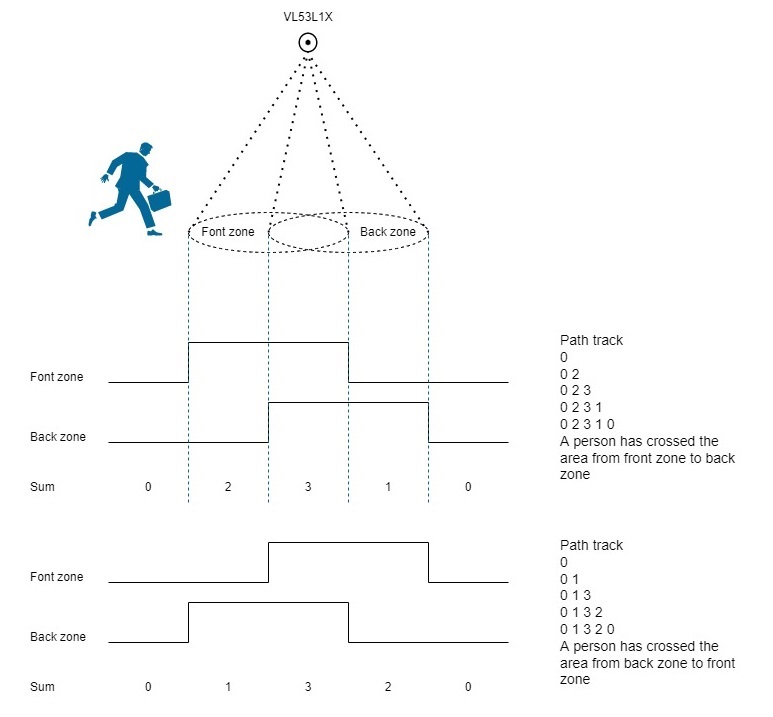 VL53L1X
Font zone Back zone
Font zone
Back zone
Sum 0 2 3 1 0
Path track
0
0 2
0 2 3
0 2 3 1
0 2 3 1 0
A person has crossed the
area from front zone to back
zone
Font zone
Back zone
Sum 0 1 3 2 0
Path track
0
0 1
0 1 3
0 1 3 2
0 1 3 2 0
A person has crossed the
area from back zone to front
zone